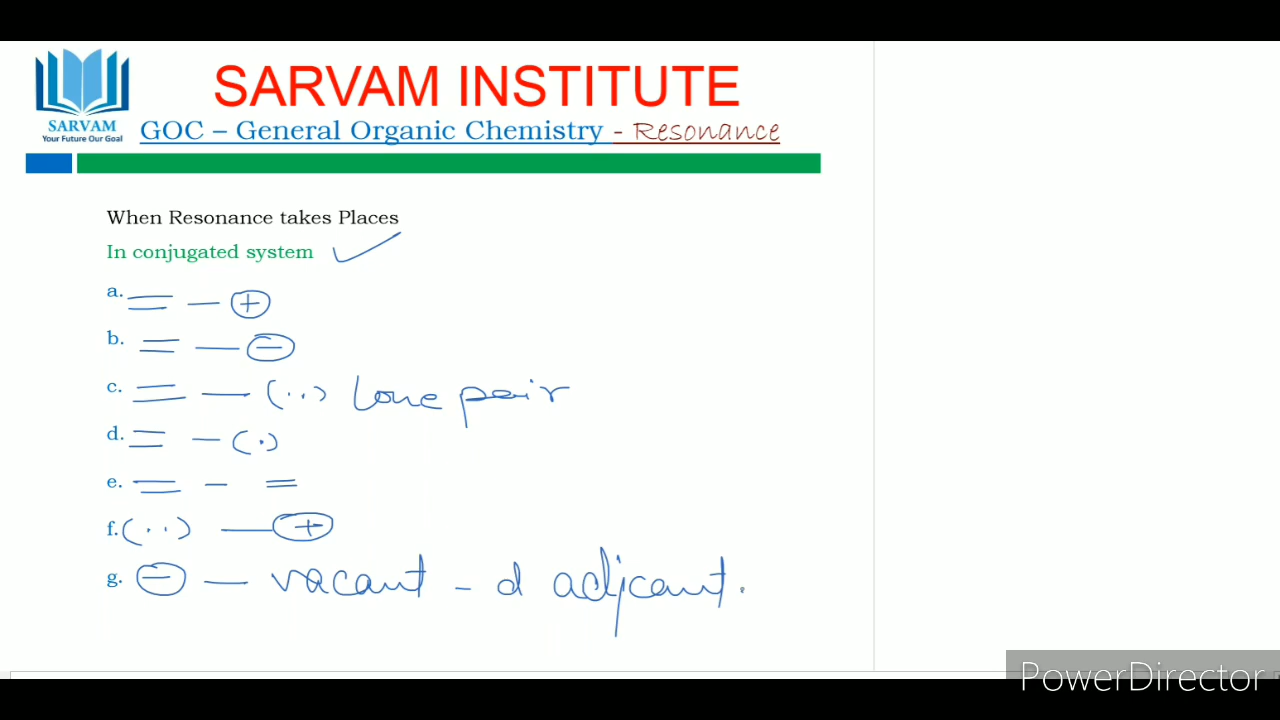 SARVAM INSTITUTE
SARVAM
Your Future Our Goal
GOC – General Organic Chemistry - Resonance
When Resonance takes Places
In conjugated system
a. = — +
b. = — −
c. = — (..) lone pair
d. = — (.)
e. = — =
f. (..) — +
g. − — vacant - d adjcant.
PowerDirector